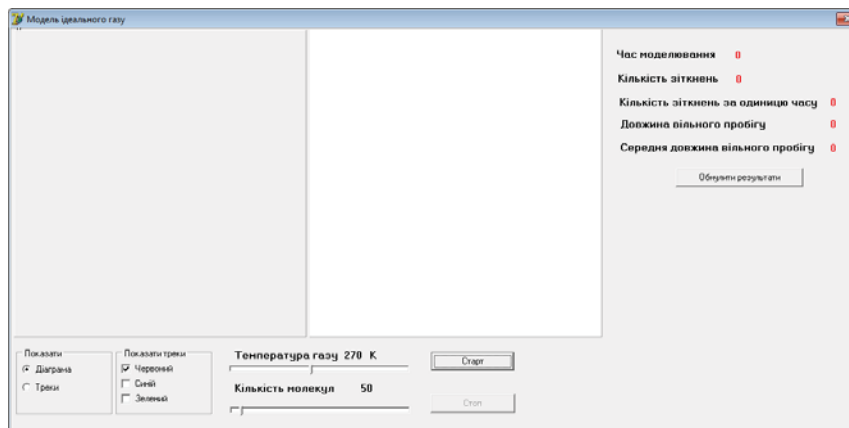 Модель ідеального газу
Час моделювання 0
Кількість зіткнень 0
Кількість зіткнень за одиницю часу 0
Довжина вільного пробігу 0
Середня довжина вільного пробігу 0
Обнулити результати
Показати
Діаграма
Треки
Показати треки
Червоний
Синій
Зелений
Температура газу 270 К
Кількість молекул 50
Старт
Стоп